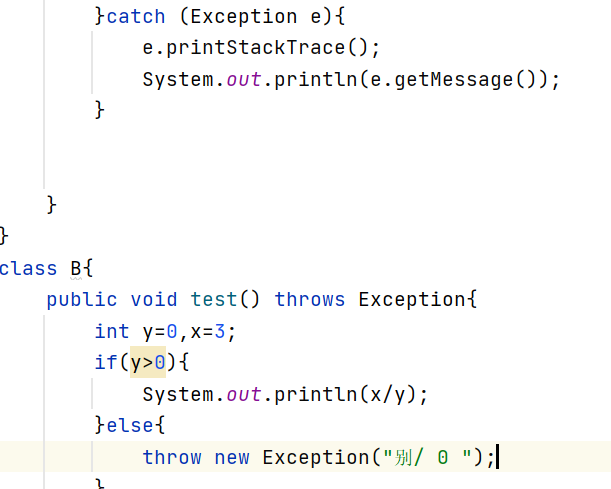 }catch (Exception e){
e.printStackTrace();
System.out.println(e.getMessage());
}
}
}
class B{
public void test() throws Exception{
int y=0,x=3;
if(y>0){
System.out.println(x/y);
}else{
throw new Exception("别/ 0 ");
}